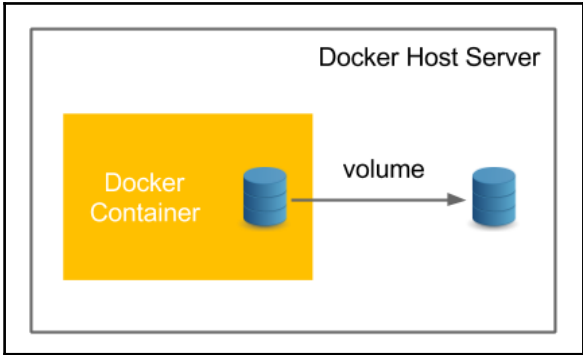 Docker Host Server
Docker
Container
volume